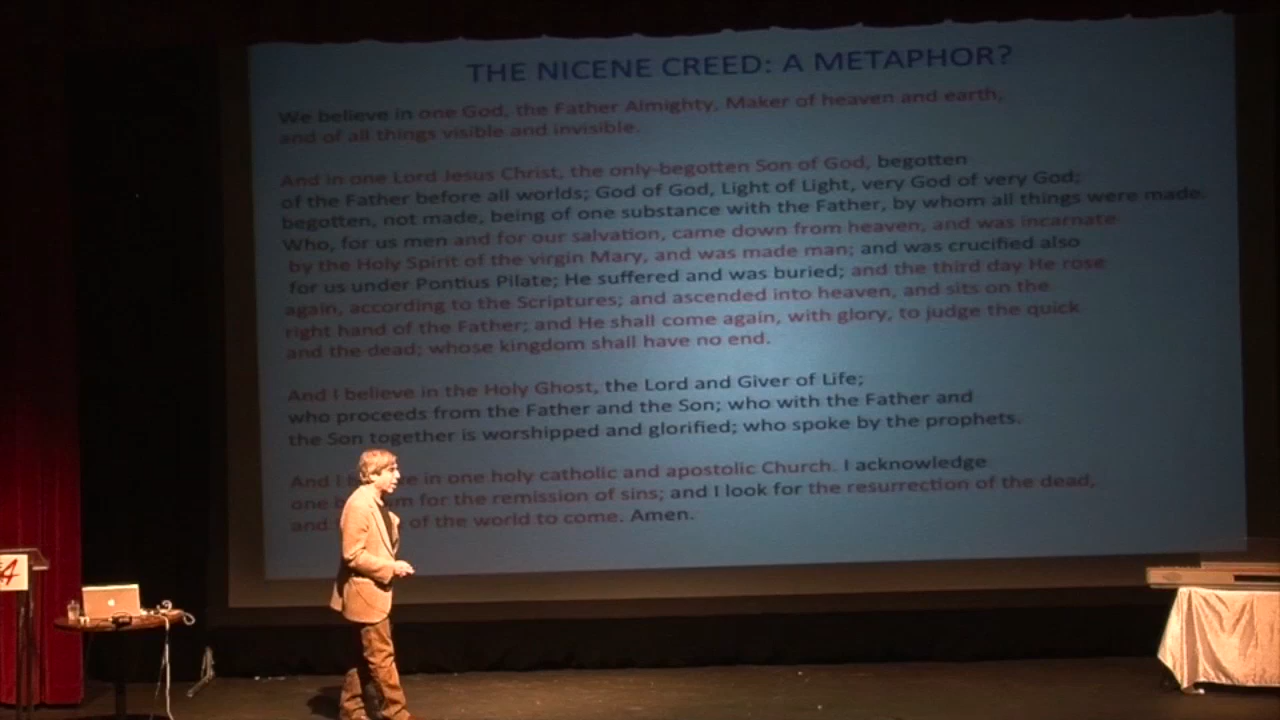 THE NICENE CREED: A METAPHOR?
We believe in one God, the Father Almighty, Maker of heaven and earth,
and of all things visible and invisible.
And in one Lord Jesus Christ, the only-begotten Son of God, begotten
of the Father before all worlds; God of God, Light of Light, very God of very God;
begotten, not made, being of one substance with the Father, by whom all things were made.
Who, for us men and for our salvation, came down from heaven, and was incarnate
by the Holy Spirit of the virgin Mary, and was made man; and was crucified also
for us under Pontius Pilate; He suffered and was buried; and the third day He rose
again, according to the Scriptures; and ascended into heaven, and sits on the
right hand of the Father; and He shall come again, with glory, to judge the quick
and the dead; whose kingdom shall have no end.
And I believe in the Holy Ghost, the Lord and Giver of Life;
who proceeds from the Father and the Son; who with the Father and
the Son together is worshipped and glorified; who spoke by the prophets.
And I in one holy catholic and apostolic Church. I acknowledge
one for the remission of sins; and I look for the resurrection of the dead,
and of the world to come. Amen.